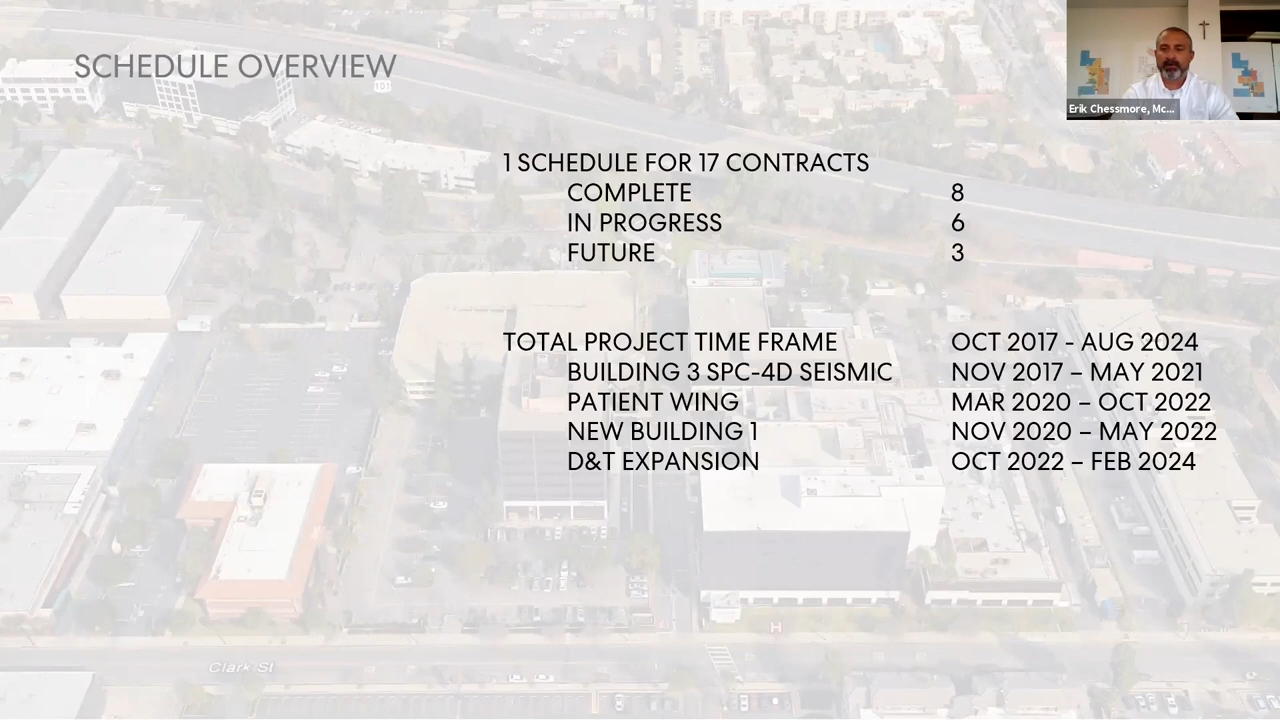 SCHEDULE OVERVIEW
101
Erik Chessmore, Mc...
1 SCHEDULE FOR 17 CONTRACTS
COMPLETE 8
IN PROGRESS 6
FUTURE 3
TOTAL PROJECT TIME FRAME OCT 2017 - AUG 2024
BUILDING 3 SPC-4D SEISMIC NOV 2017 – MAY 2021
PATIENT WING MAR 2020 – OCT 2022
NEW BUILDING 1 NOV 2020 – MAY 2022
D&T EXPANSION OCT 2022 – FEB 2024
H
Clark St